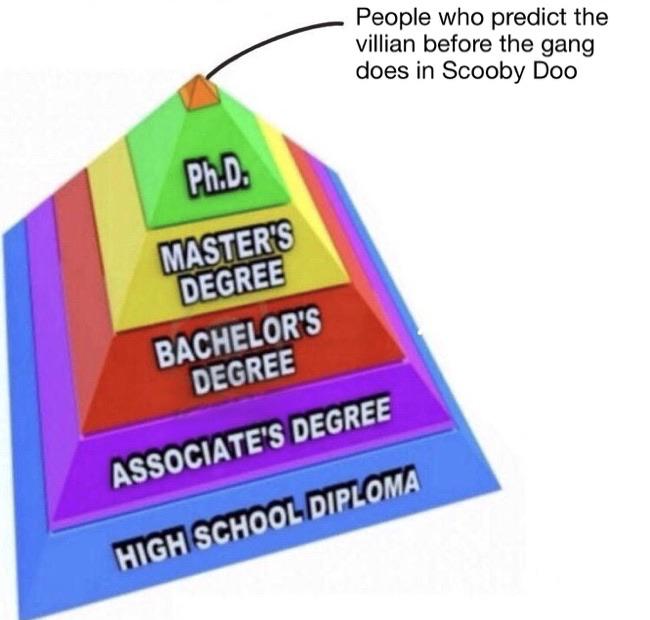 People who predict the
villian before the gang
does in Scooby Doo
Ph.D.
MASTER'S
DEGREE
BACHELOR'S
DEGREE
ASSOCIATE'S DEGREE
HIGH SCHOOL DIPLOMA